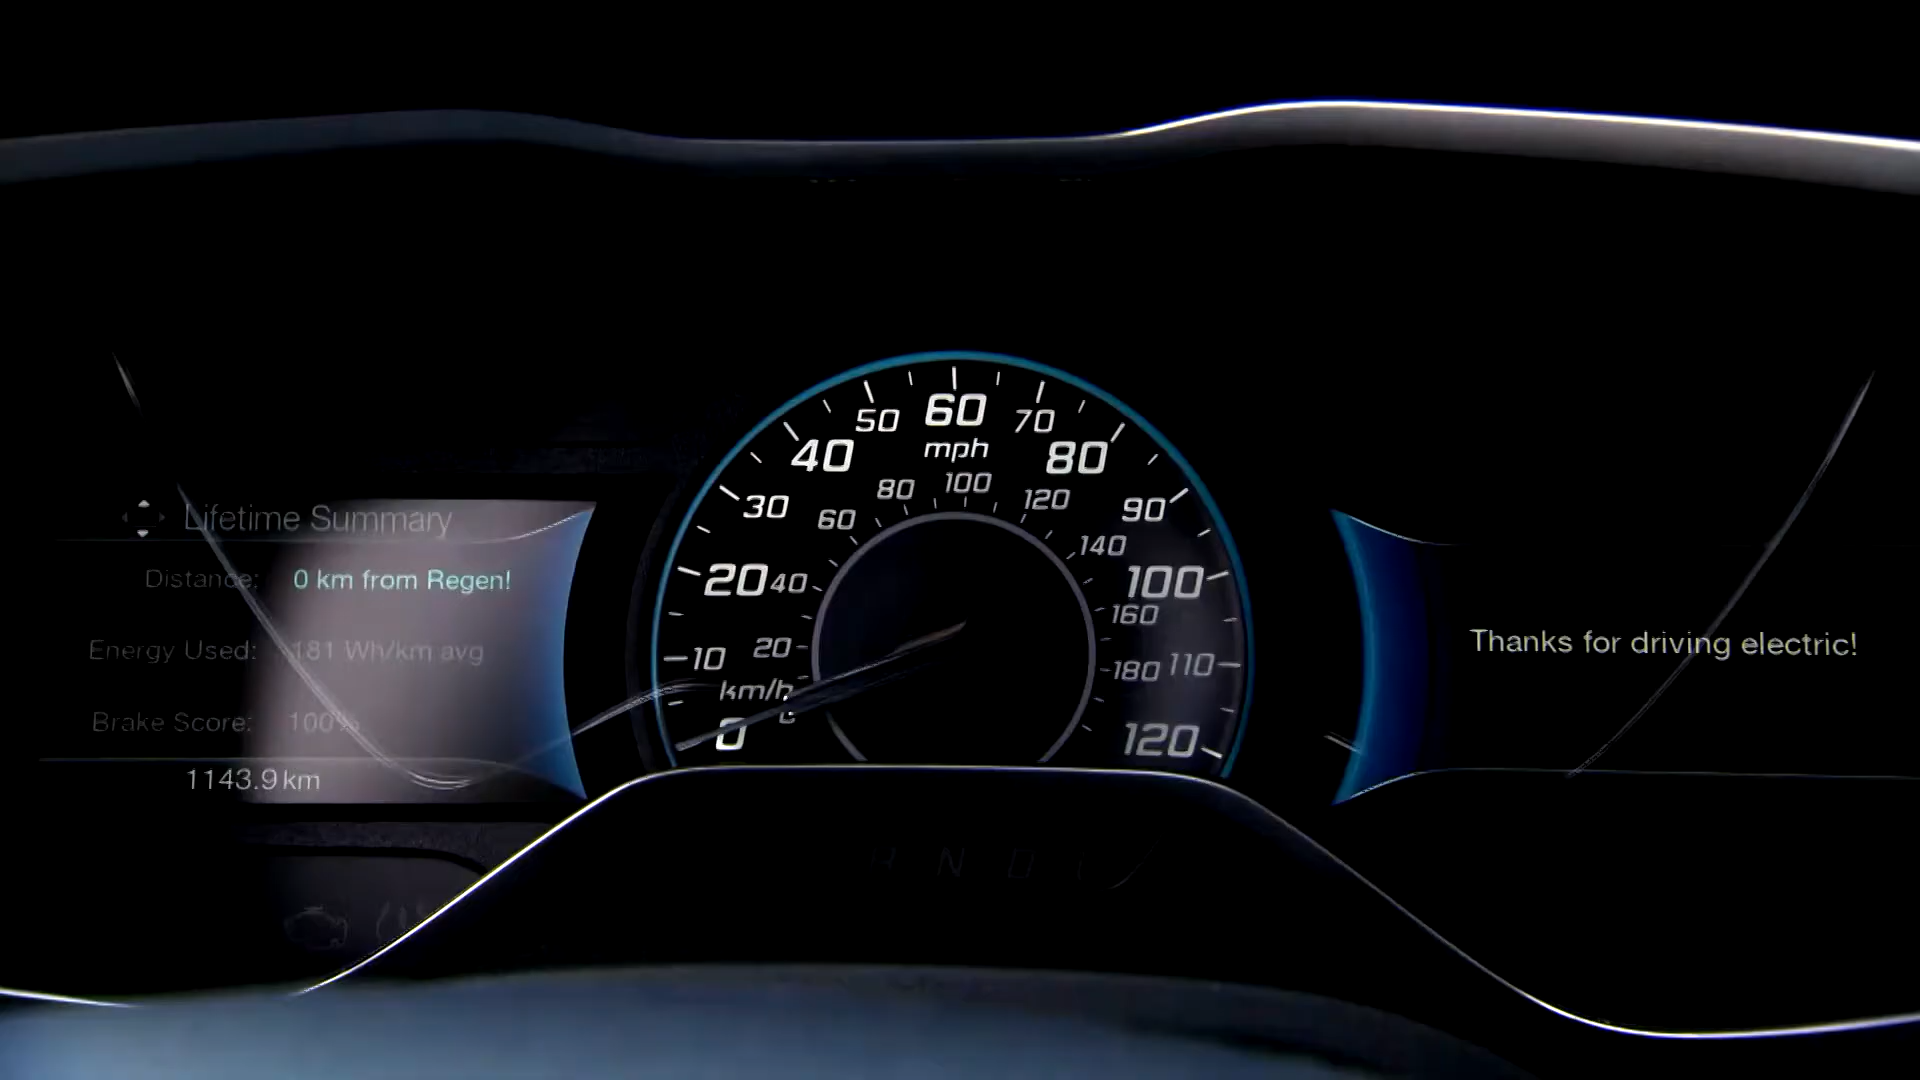 Lifetime Summary
Distance: 0 km from Regen!
Energy Used: 181 Wh/km avg
Brake Score: 100%
1143.9 km
60
50 70
mph
40 80
80 100 120
30 90
60
140
20 40 100
160
20
10 180 110
km/h
0 120
Thanks for driving electric!
N D